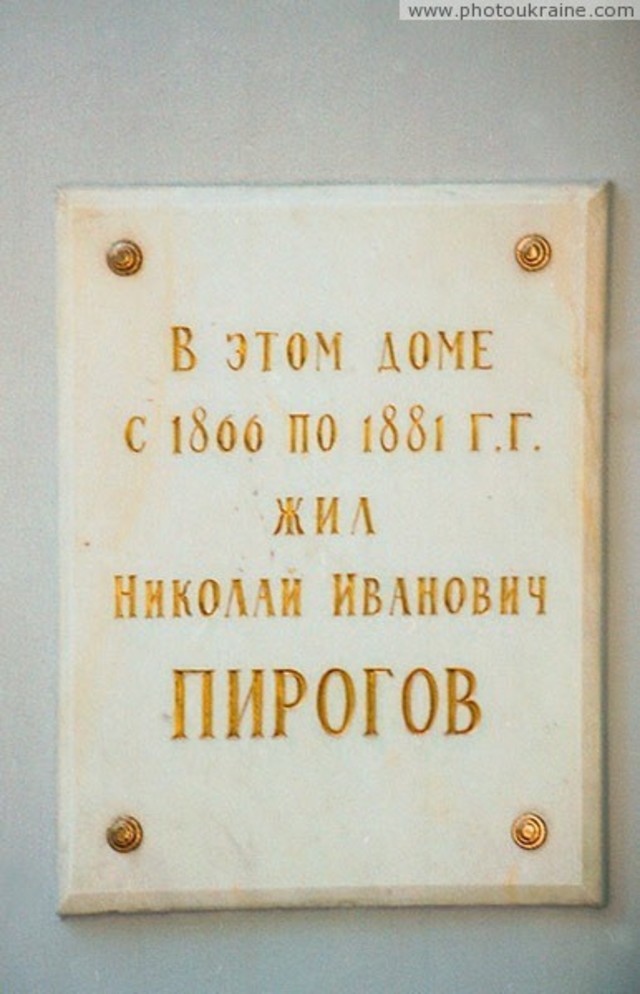 www.photoukraine.com
В ЭТОМ ДОМЕ
С 1866 ПО 1881 Г.Г.
ЖИЛ
НИКОЛАЙ ИВАНОВИЧ
ПИРОГОВ